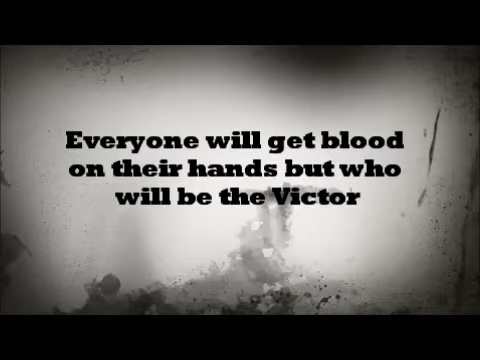 Everyone will get blood
on their hands but who
will be the Victor